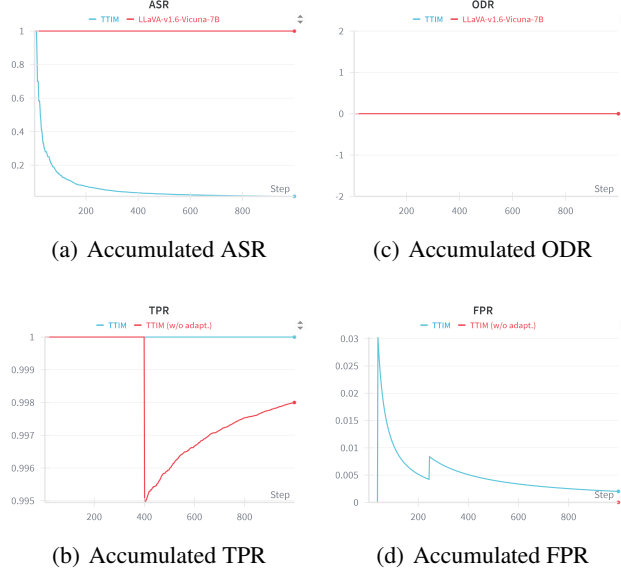 ASR
TTIM LLaVA-v1.6-Vicuna-7B
1
0.8
0.6
0.4
0.2
Step
200 400 600 800
(a) Accumulated ASR
ODR
TTIM LLaVA-v1.6-Vicuna-7B
2
1
0
-1
-2
Step
200 400 600 800
(c) Accumulated ODR
TPR
TTIM TTIM (w/o adapt.)
1
0.999
0.998
0.997
0.996
0.995
Step
200 400 600 800
(b) Accumulated TPR
FPR
TTIM TTIM (w/o adapt.)
0.03
0.025
0.02
0.015
0.01
0.005
0
Step
200 400 600 800
(d) Accumulated FPR